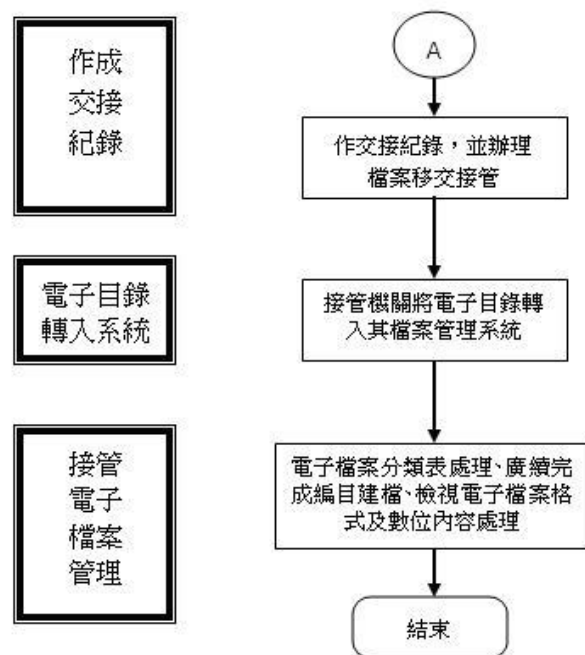 作成
交接
紀錄
A
作交接紀錄，並辦理
檔案移交接管
電子目錄
轉入系統
接管機關將電子目錄轉
入其檔案管理系統
接管
電子
檔案
管理
電子檔案分類表處理、廣續完
成編目建檔、檢視電子檔案格
式及數位內容處理
結束